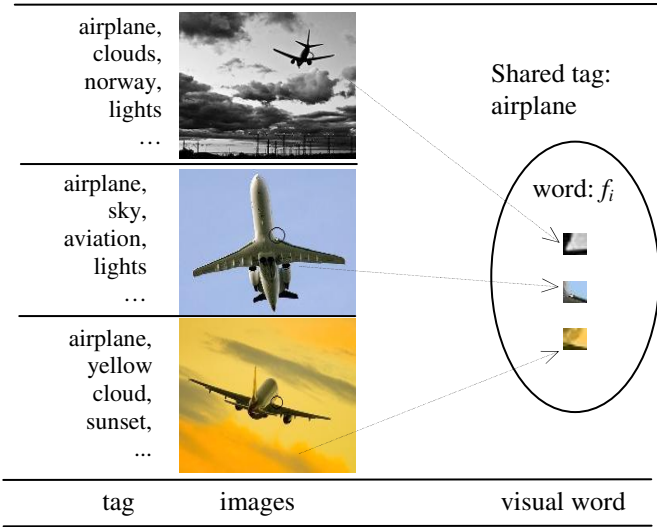 airplane,
clouds,
norway,
lights
…
airplane,
sky,
aviation,
lights
…
airplane,
yellow
cloud,
sunset,
...
Shared tag:
airplane
word: fi
tag images visual word